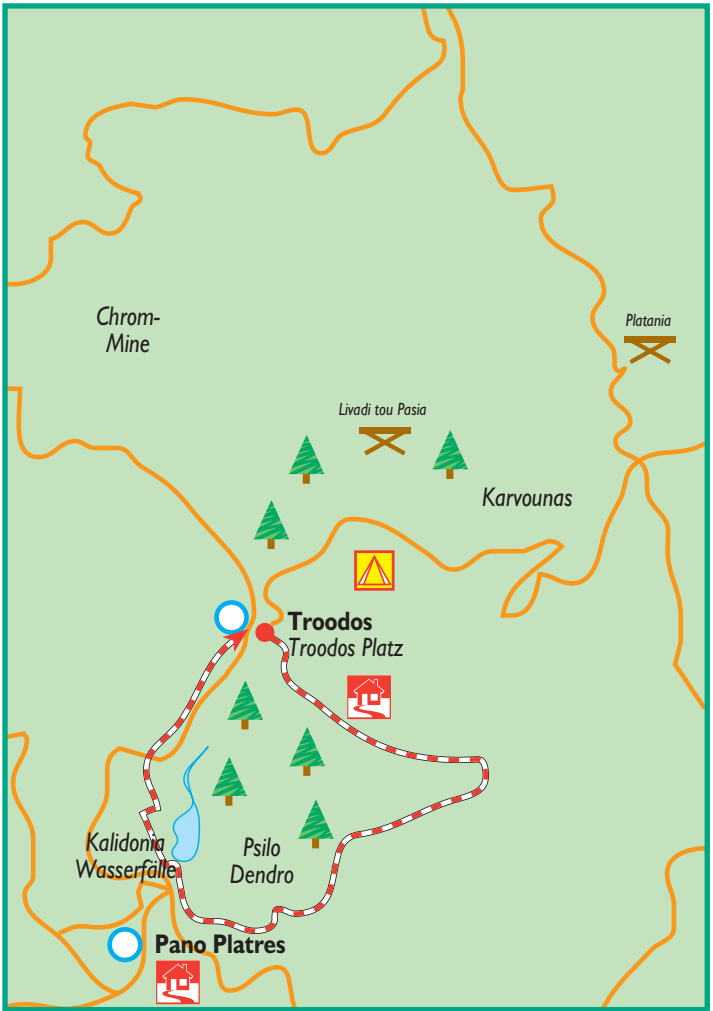 Chrom-
Mine
Platania
Livadi tou Pasia
Karvounas
Troodos
Troodos Platz
Kalidonia
Wasserfälle
Psilo
Dendro
Pano Platres